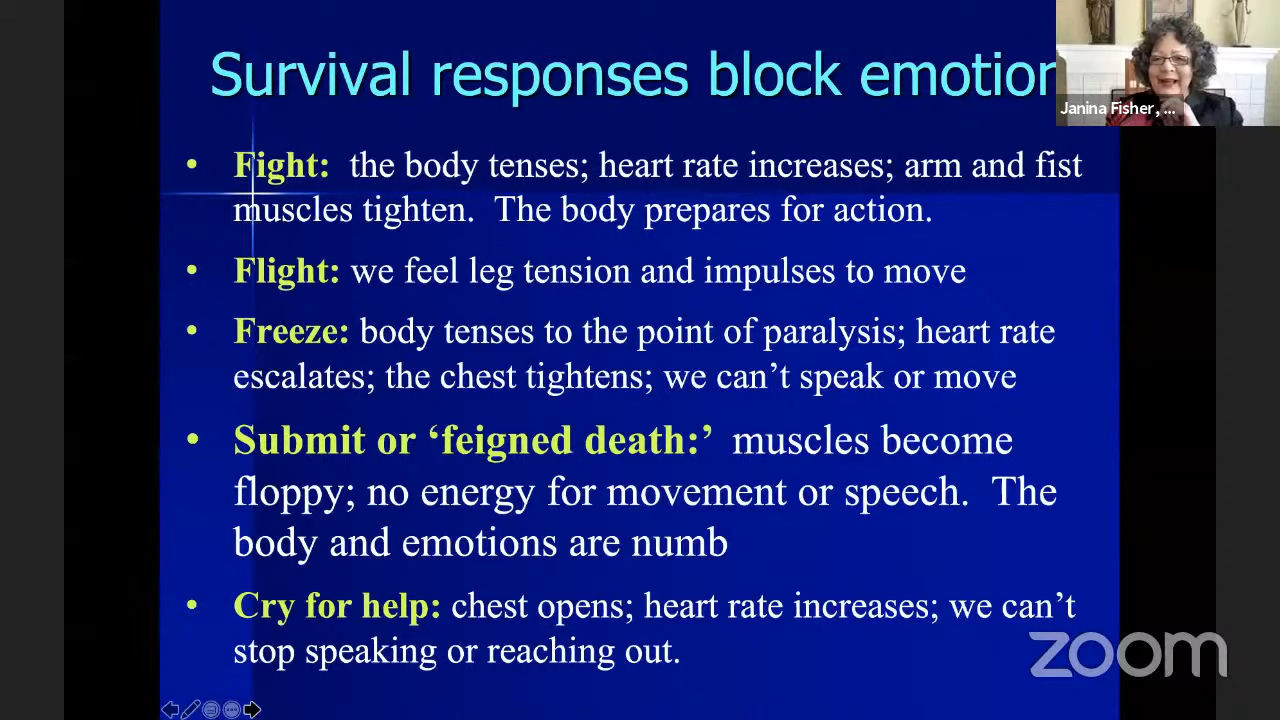 Survival responses block emotion
Janina Fisher, ...
• Fight: the body tenses; heart rate increases; arm and fist
muscles tighten. The body prepares for action.
• Flight: we feel leg tension and impulses to move
• Freeze: body tenses to the point of paralysis; heart rate
escalates; the chest tightens; we can’t speak or move
• Submit or ‘feigned death:’ muscles become
floppy; no energy for movement or speech. The
body and emotions are numb
• Cry for help: chest opens; heart rate increases; we can’t
stop speaking or reaching out.
zoom